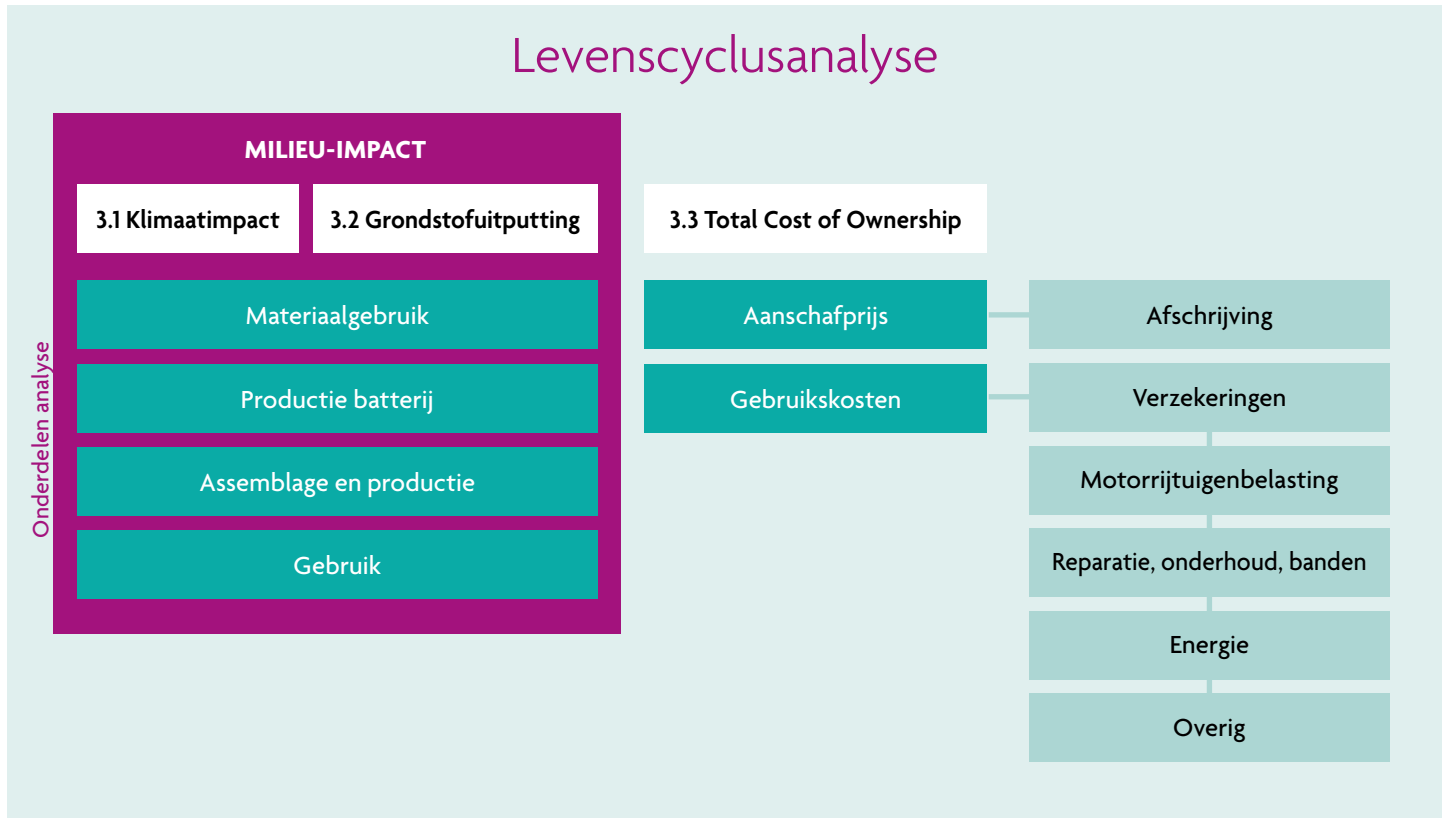 Levenscyclusanalyse
MILIEU-IMPACT
3.1 Klimaatimpact
3.2 Grondstofuitputting
3.3 Total Cost of Ownership
Onderdelen analyse
Materiaalgebruik
Productie batterij
Assemblage en productie
Gebruik
Aanschafprijs
Gebruikskosten
Afschrijving
Verzekeringen
Motorrijtuigenbelasting
Reparatie, onderhoud, banden
Energie
Overig